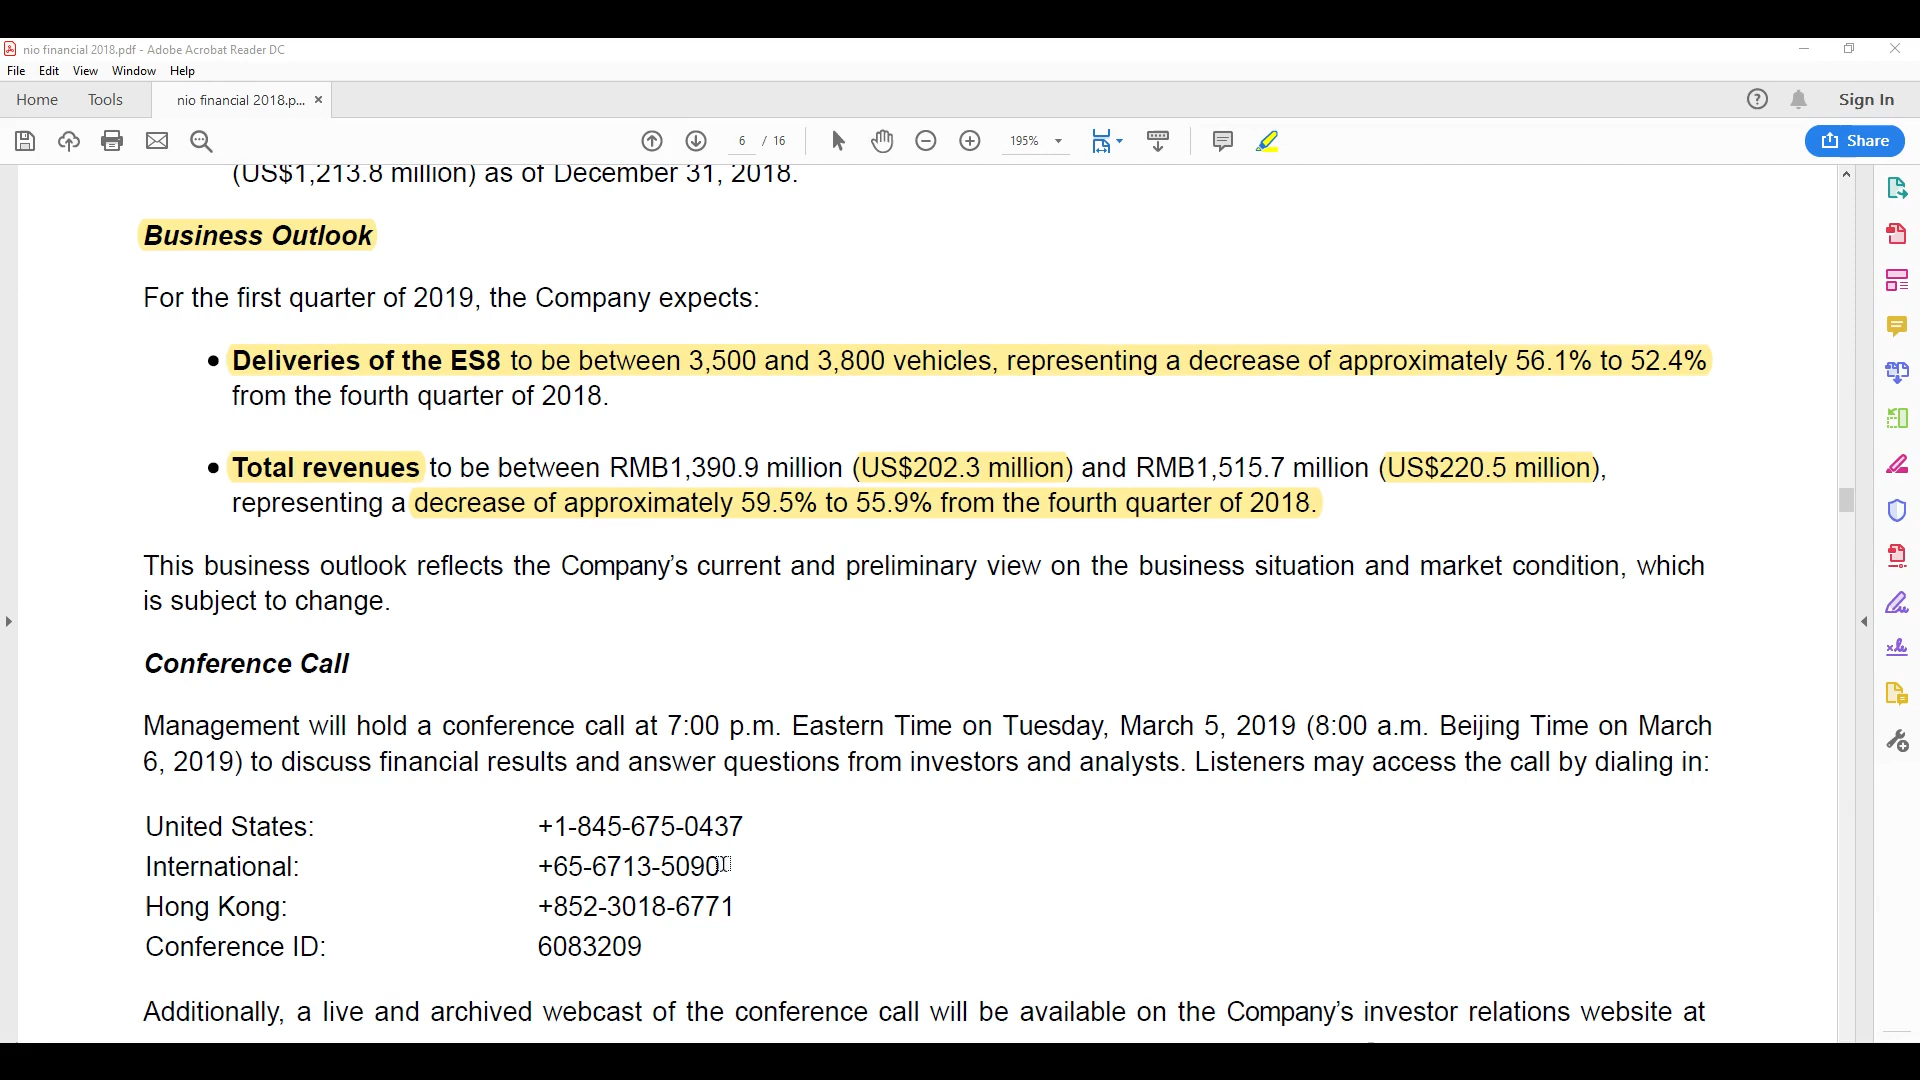 nio financial 2018.pdf - Adobe Acrobat Reader DC
File Edit View Window Help
Home Tools nio financial 2018.p... × Sign In
6 / 16 195% Share
(US$1,213.8 million) as of December 31, 2018.
Business Outlook
For the first quarter of 2019, the Company expects:
● Deliveries of the ES8 to be between 3,500 and 3,800 vehicles, representing a decrease of approximately 56.1% to 52.4%
from the fourth quarter of 2018.
● Total revenues to be between RMB1,390.9 million (US$202.3 million) and RMB1,515.7 million (US$220.5 million),
representing a decrease of approximately 59.5% to 55.9% from the fourth quarter of 2018.
This business outlook reflects the Company’s current and preliminary view on the business situation and market condition, which
is subject to change.
Conference Call
Management will hold a conference call at 7:00 p.m. Eastern Time on Tuesday, March 5, 2019 (8:00 a.m. Beijing Time on March
6, 2019) to discuss financial results and answer questions from investors and analysts. Listeners may access the call by dialing in:
United States: +1-845-675-0437
International: +65-6713-5090
Hong Kong: +852-3018-6771
Conference ID: 6083209
Additionally, a live and archived webcast of the conference call will be available on the Company’s investor relations website at